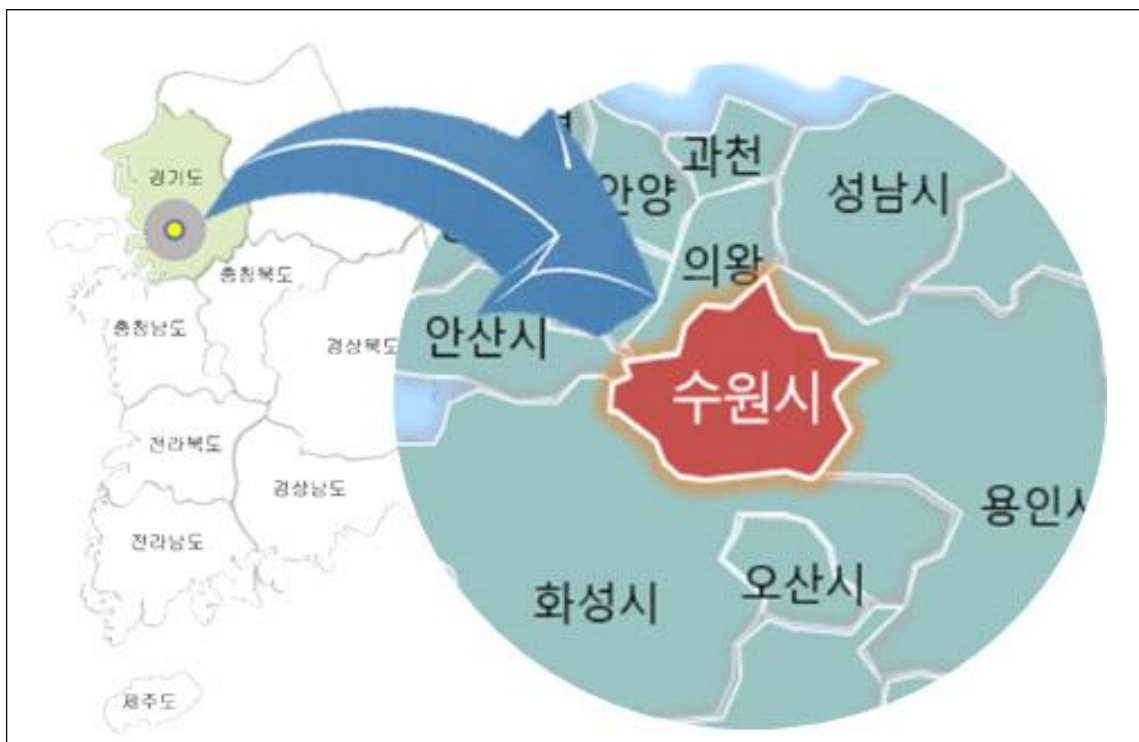 경기도
충청북도
충청남도
경상북도
전라북도
경상남도
전라남도
제주도
과천
안양
성남시
의왕
안산시
수원시
용인시
화성시
오산시